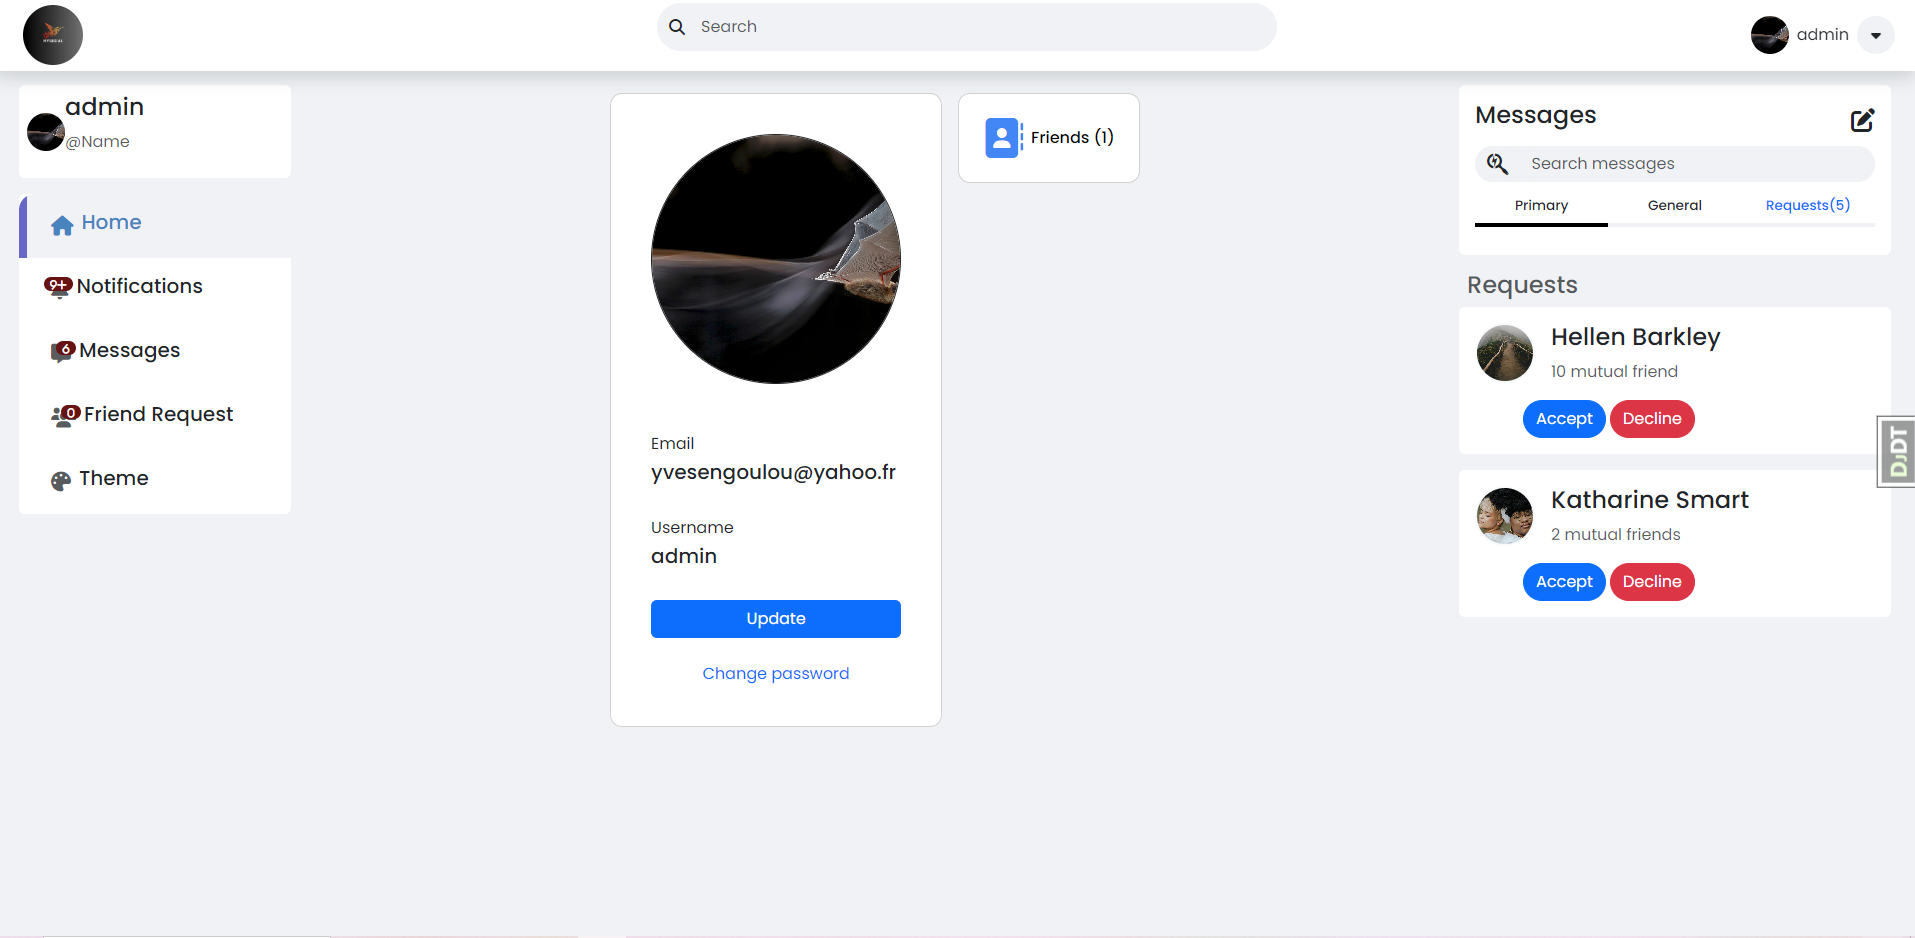 Search
admin
admin
@Name
Home
9+ Notifications
6 Messages
0 Friend Request
Theme
Email
yvesengoulou@yahoo.fr
Username
admin
Update
Change password
Friends (1)
Messages
Search messages
Primary General Requests(5)
Requests
Hellen Barkley
10 mutual friend
Accept Decline
Katharine Smart
2 mutual friends
Accept Decline
DJDT